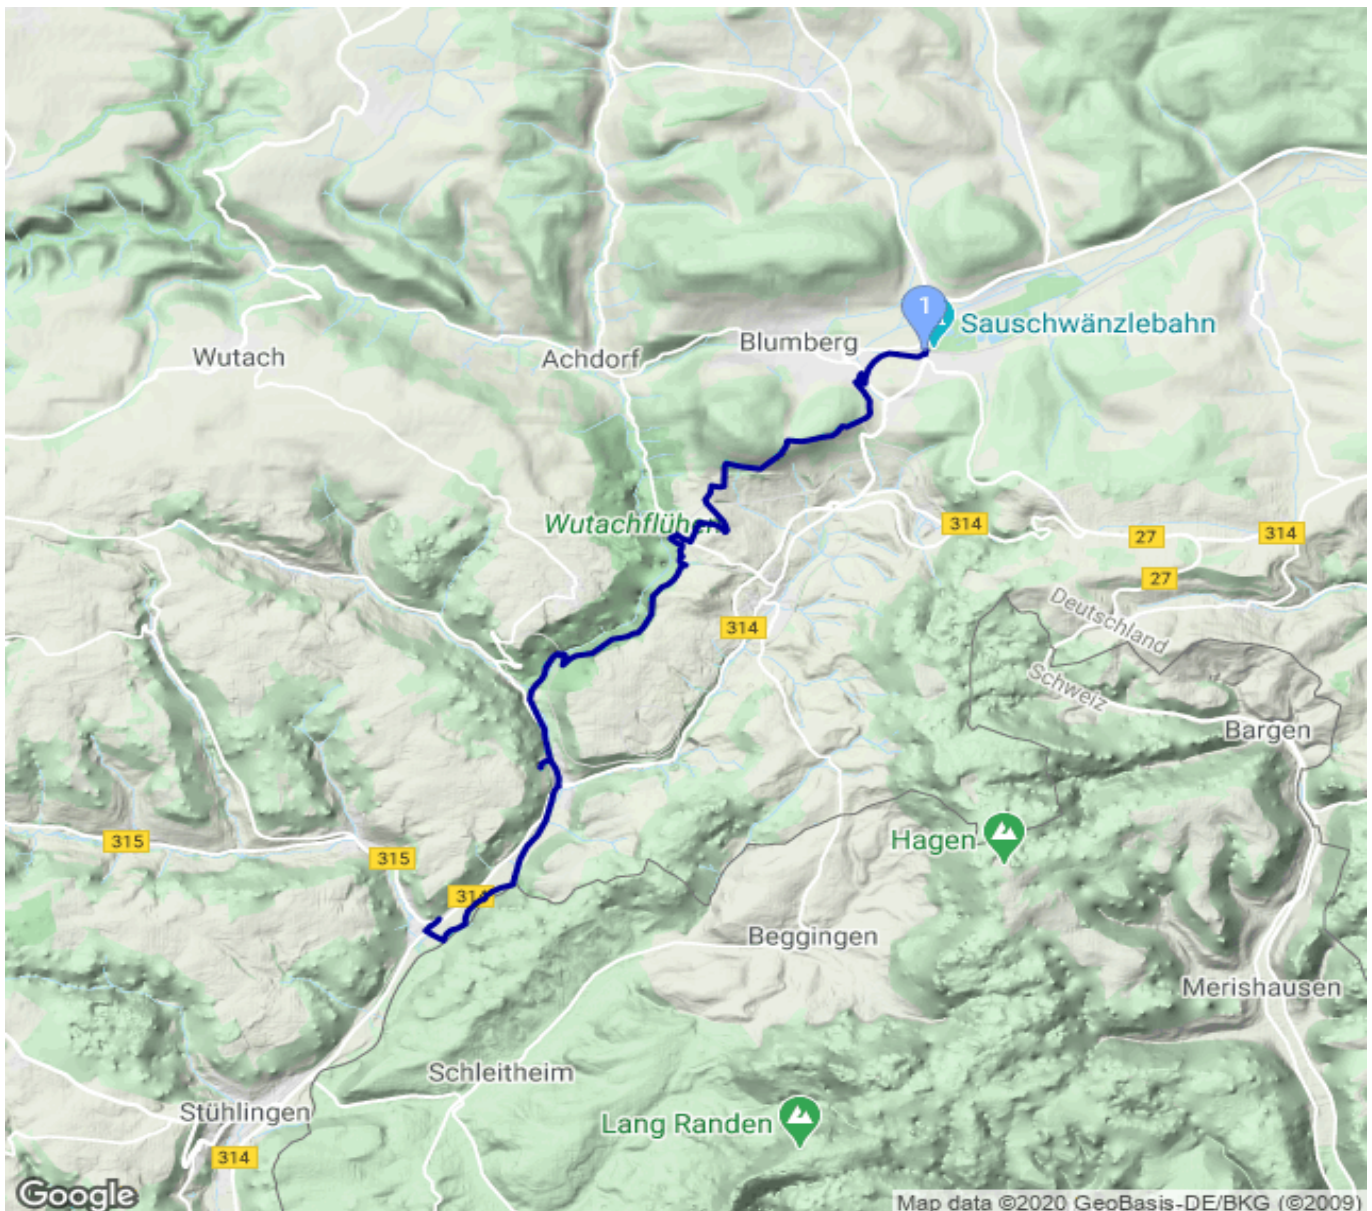 1
Sauschwänzlebahn
Blumberg
Achdorf
Wutach
Wutachflühen
314
27
314
27
314
Deutschland
Schweiz
Bargen
Hagen
315
315
314
Beggingen
Merishausen
Schleitheim
Stühlingen
Lang Randen
314
Google
Map data ©2020 GeoBasis-DE/BKG (©2009)